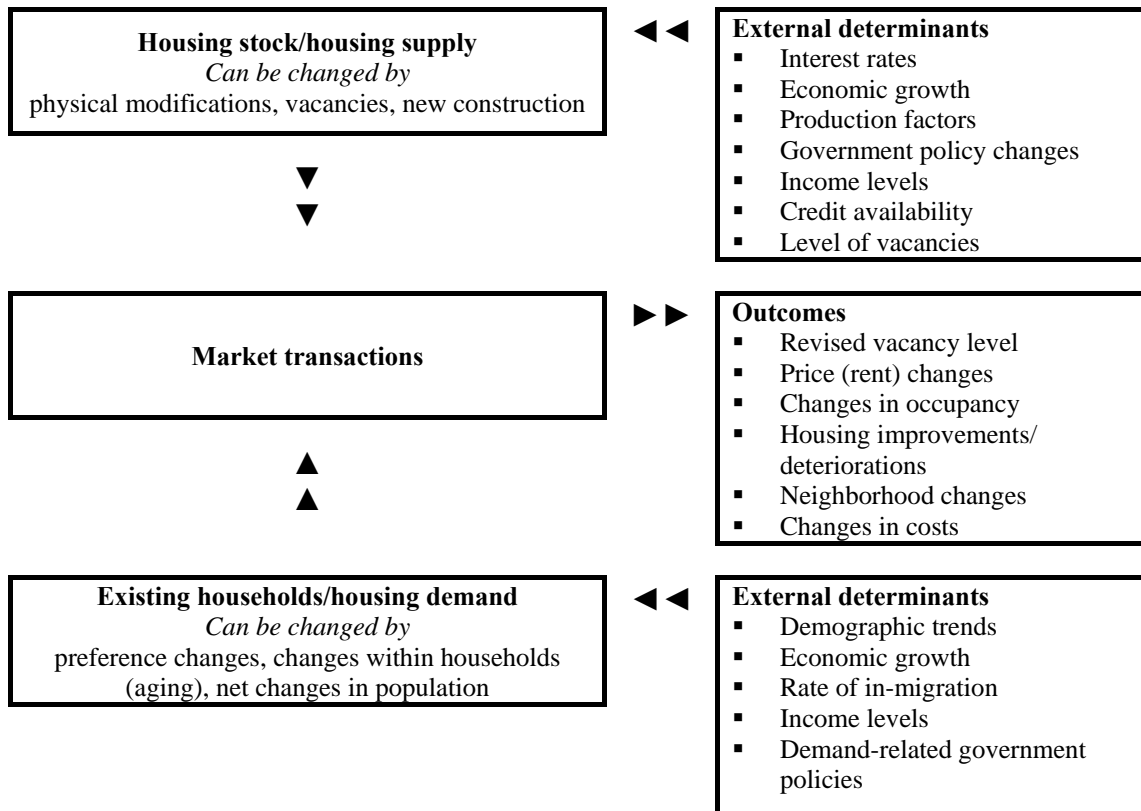 Housing stock/housing supply
Can be changed by
physical modifications, vacancies, new construction
External determinants
▪ Interest rates
▪ Economic growth
▪ Production factors
▪ Government policy changes
▪ Income levels
▪ Credit availability
▪ Level of vacancies
Market transactions
Outcomes
▪ Revised vacancy level
▪ Price (rent) changes
▪ Changes in occupancy
▪ Housing improvements/
deteriorations
▪ Neighborhood changes
▪ Changes in costs
Existing households/housing demand
Can be changed by
preference changes, changes within households
(aging), net changes in population
External determinants
▪ Demographic trends
▪ Economic growth
▪ Rate of in-migration
▪ Income levels
▪ Demand-related government
policies